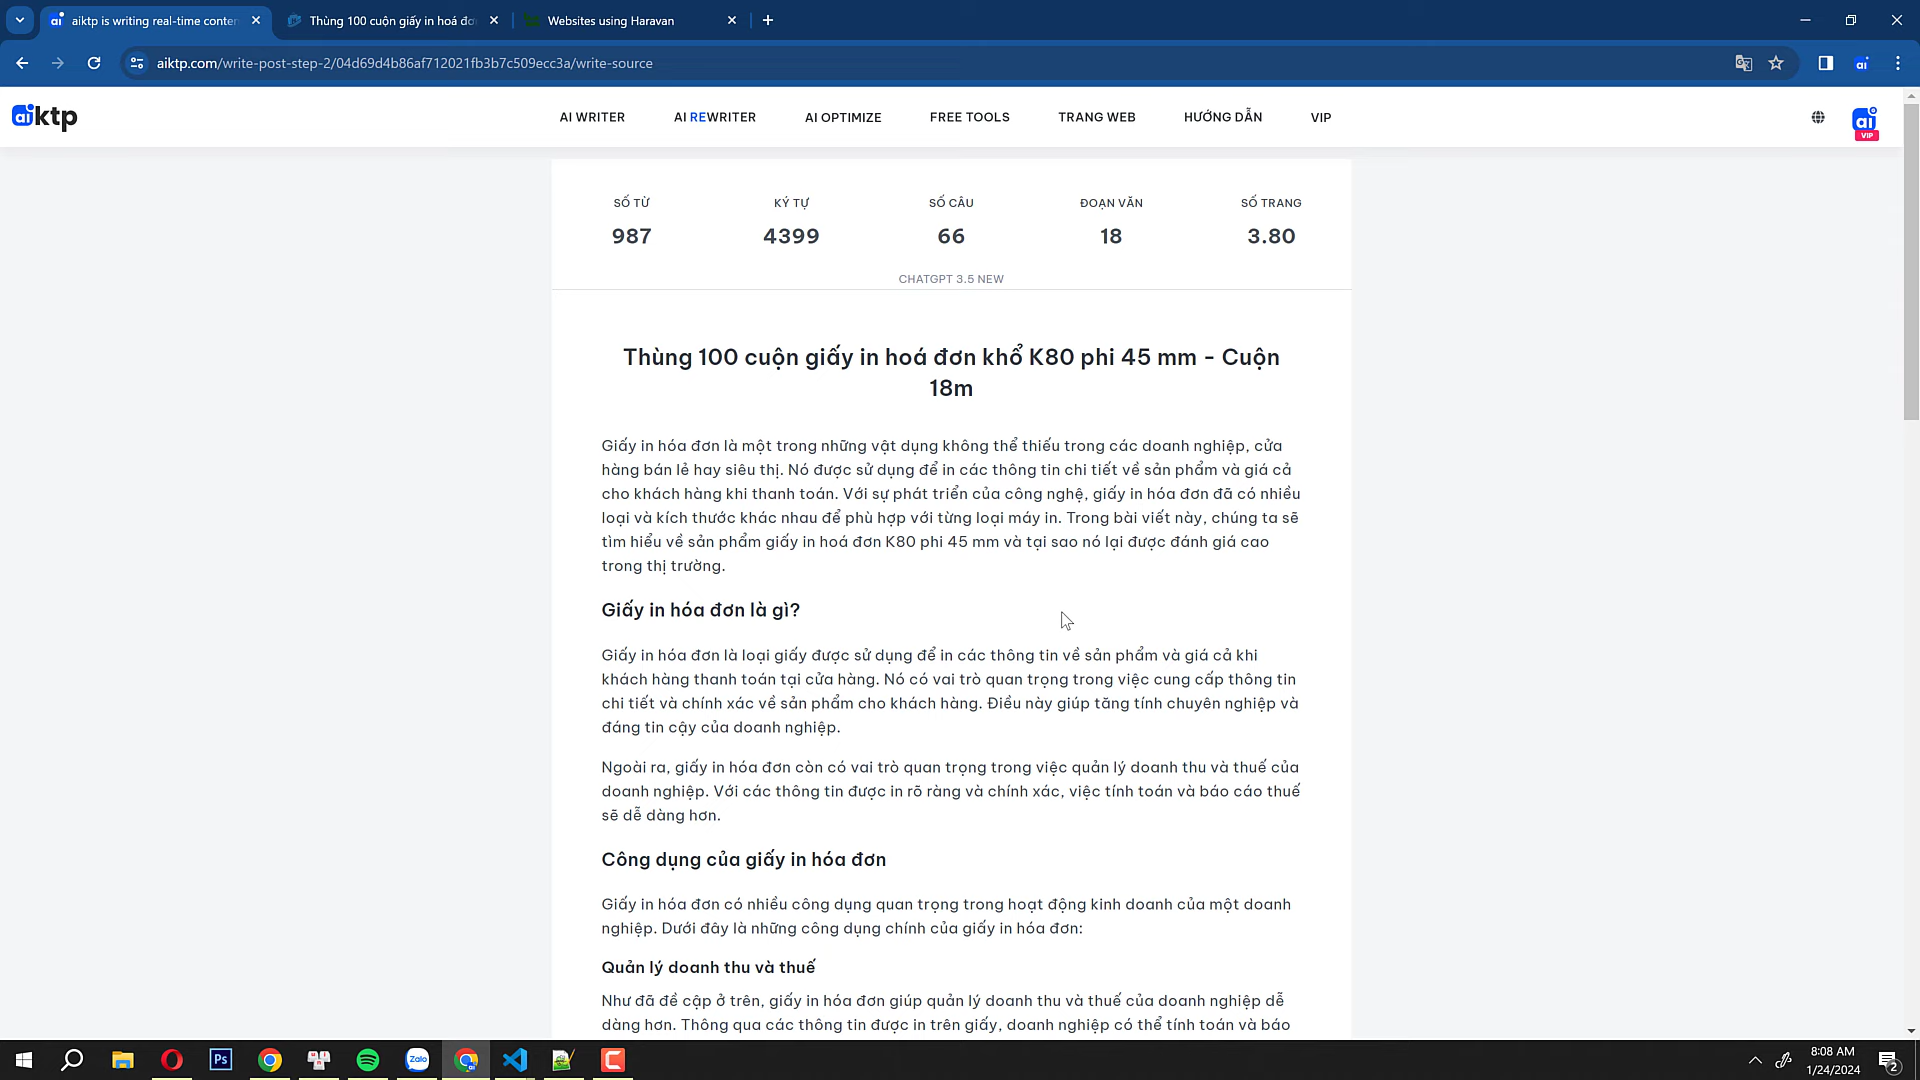 aiktp is writing real-time conten
Thùng 100 cuộn giấy in hoá đơ
Websites using Haravan
aiktp.com/write-post-step-2/04d69d4b86af712021fb3b7c509ecc3a/write-source
aiktp
AI WRITER
AI REWRITER
AI OPTIMIZE
FREE TOOLS
TRANG WEB
HƯỚNG DẪN
VIP
ai
VIP
SỐ TỪ
KÝ TỰ
SỐ CÂU
ĐOẠN VĂN
SỐ TRANG
987
4399
66
18
3.80
CHATGPT 3.5 NEW
Thùng 100 cuộn giấy in hoá đơn khổ K80 phi 45 mm - Cuộn
18m
Giấy in hóa đơn là một trong những vật dụng không thể thiếu trong các doanh nghiệp, cửa
hàng bán lẻ hay siêu thị. Nó được sử dụng để in các thông tin chi tiết về sản phẩm và giá cả
cho khách hàng khi thanh toán. Với sự phát triển của công nghệ, giấy in hóa đơn đã có nhiều
loại và kích thước khác nhau để phù hợp với từng loại máy in. Trong bài viết này, chúng ta sẽ
tìm hiểu về sản phẩm giấy in hoá đơn K80 phi 45 mm và tại sao nó lại được đánh giá cao
trong thị trường.
Giấy in hóa đơn là gì?
Giấy in hóa đơn là loại giấy được sử dụng để in các thông tin về sản phẩm và giá cả khi
khách hàng thanh toán tại cửa hàng. Nó có vai trò quan trọng trong việc cung cấp thông tin
chi tiết và chính xác về sản phẩm cho khách hàng. Điều này giúp tăng tính chuyên nghiệp và
đáng tin cậy của doanh nghiệp.
Ngoài ra, giấy in hóa đơn còn có vai trò quan trọng trong việc quản lý doanh thu và thuế của
doanh nghiệp. Với các thông tin được in rõ ràng và chính xác, việc tính toán và báo cáo thuế
sẽ dễ dàng hơn.
Công dụng của giấy in hóa đơn
Giấy in hóa đơn có nhiều công dụng quan trọng trong hoạt động kinh doanh của một doanh
nghiệp. Dưới đây là những công dụng chính của giấy in hóa đơn:
Quản lý doanh thu và thuế
Như đã đề cập ở trên, giấy in hóa đơn giúp quản lý doanh thu và thuế của doanh nghiệp dễ
dàng hơn. Thông qua các thông tin được in trên giấy, doanh nghiệp có thể tính toán và báo
Ps
Zalo
8:08 AM
1/24/2024
2